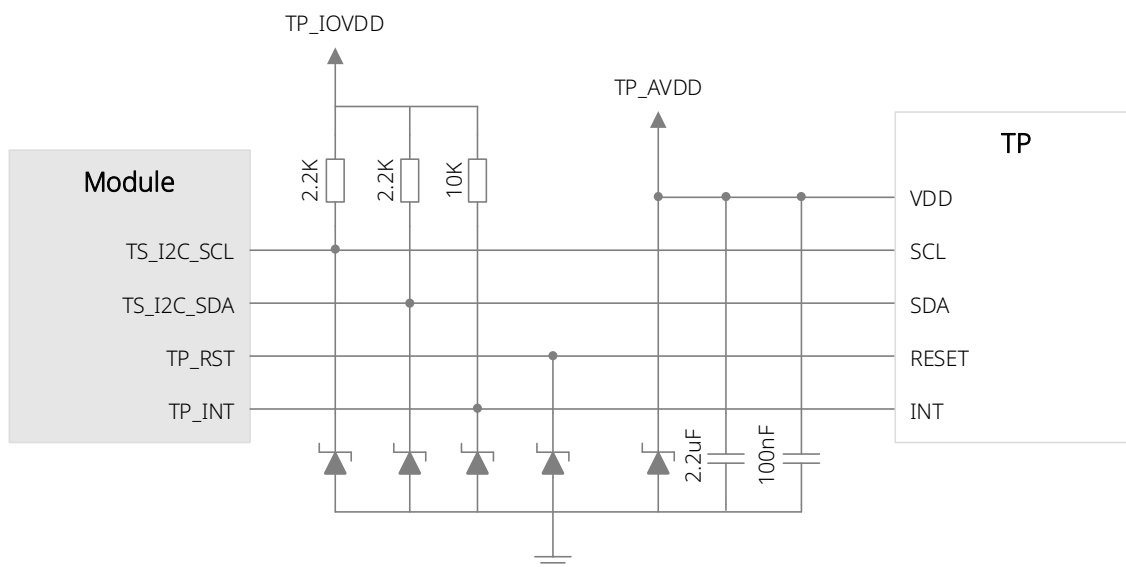 TP_IOVDD
TP_AVDD
TP
Module
2.2K
2.2K
10K
VDD
TS_I2C_SCL
SCL
TS_I2C_SDA
SDA
TP_RST
RESET
TP_INT
INT
2.2uF
100nF